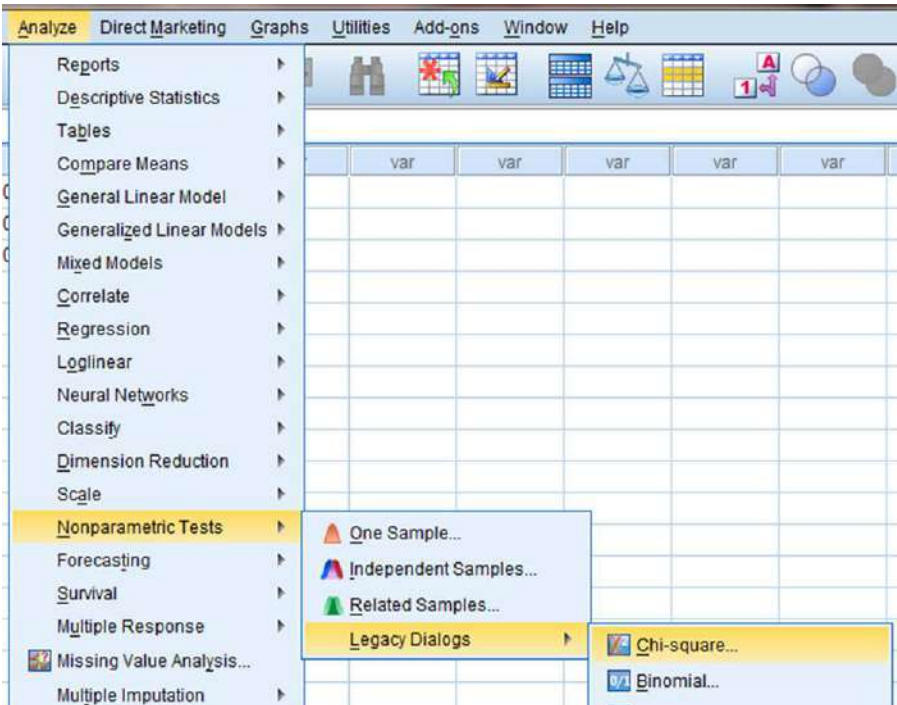 Analyze Direct Marketing Graphs Utilities Add-ons Window Help
A
1
var var var var var
Reports
Descriptive Statistics
Tables
Compare Means
General Linear Model
Generalized Linear Models
Mixed Models
Correlate
Regression
Loglinear
Neural Networks
Classify
Dimension Reduction
Scale
Nonparametric Tests
Forecasting
Survival
Multiple Response
Missing Value Analysis...
Multiple Imputation
One Sample...
Independent Samples...
Related Samples...
Legacy Dialogs
Chi-square...
0/1 Binomial...